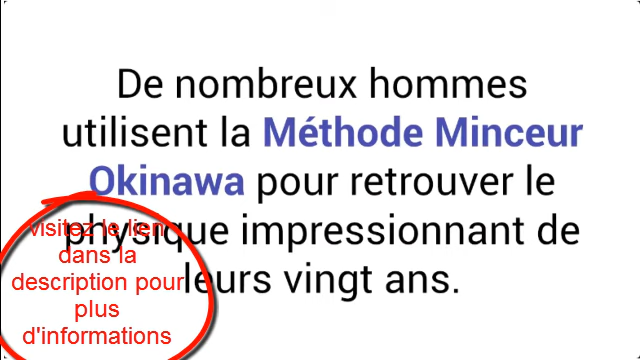 De nombreux hommes
utilisent la Méthode Minceur
Okinawa pour retrouver le
physique impressionnant de
leurs vingt ans.
visitez le lien
dans la
description pour
plus
d'informations